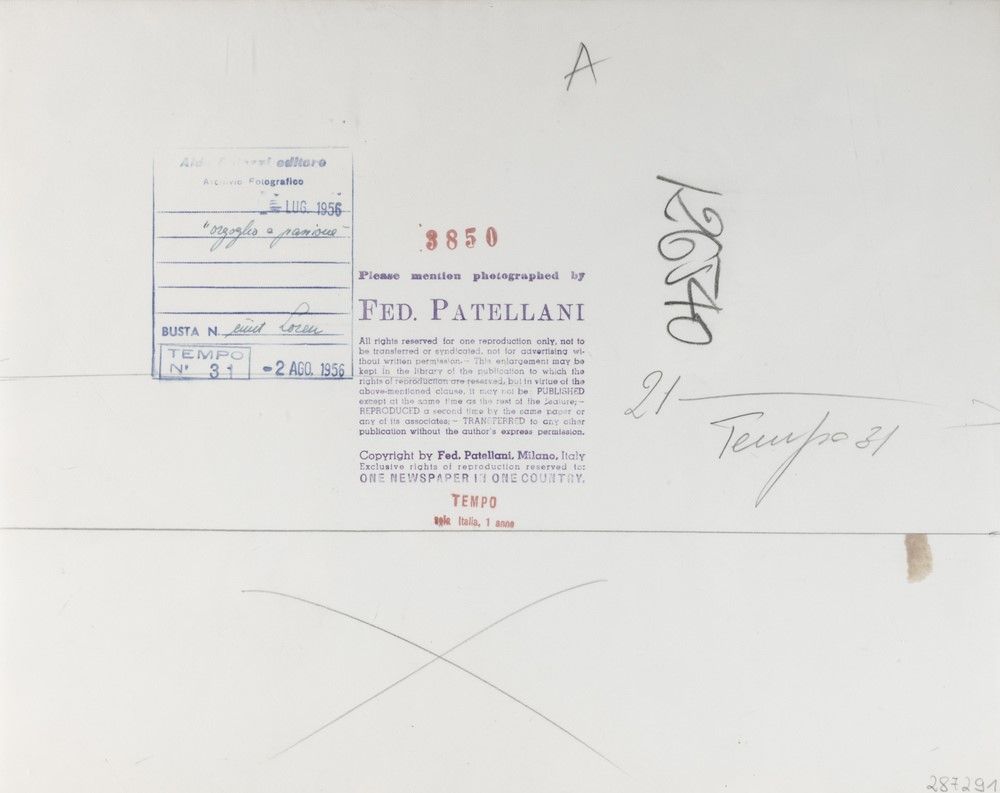 A
editore
Archivio Fotografico
LUG. 1956
"orgoglio e passione"
BUSTA N. Loren
TEMPO
N° 31 - 2 AGO. 1956
3850
Please mention photographed by
FED. PATELLANI
All rights reserved for one reproduction only, not to
be transferred or syndicated, not for advertising wi-
thout written permission. - This enlargement may be
kept in the library of the publication to which the
rights of reproduction are reserved, but in virtue of the
above-mentioned clause, it may not be: PUBLISHED
except at the same time as the rest of the feature; -
REPRODUCED a second time by the same paper or
any of its associates; - TRANSFERRED to any other
publication without the author's express permission.
Copyright by Fed. Patellani, Milano, Italy
Exclusive rights of reproduction reserved to:
ONE NEWSPAPER IN ONE COUNTRY.
TEMPO
solo Italia, 1 anno
21
Tempo 31
287291